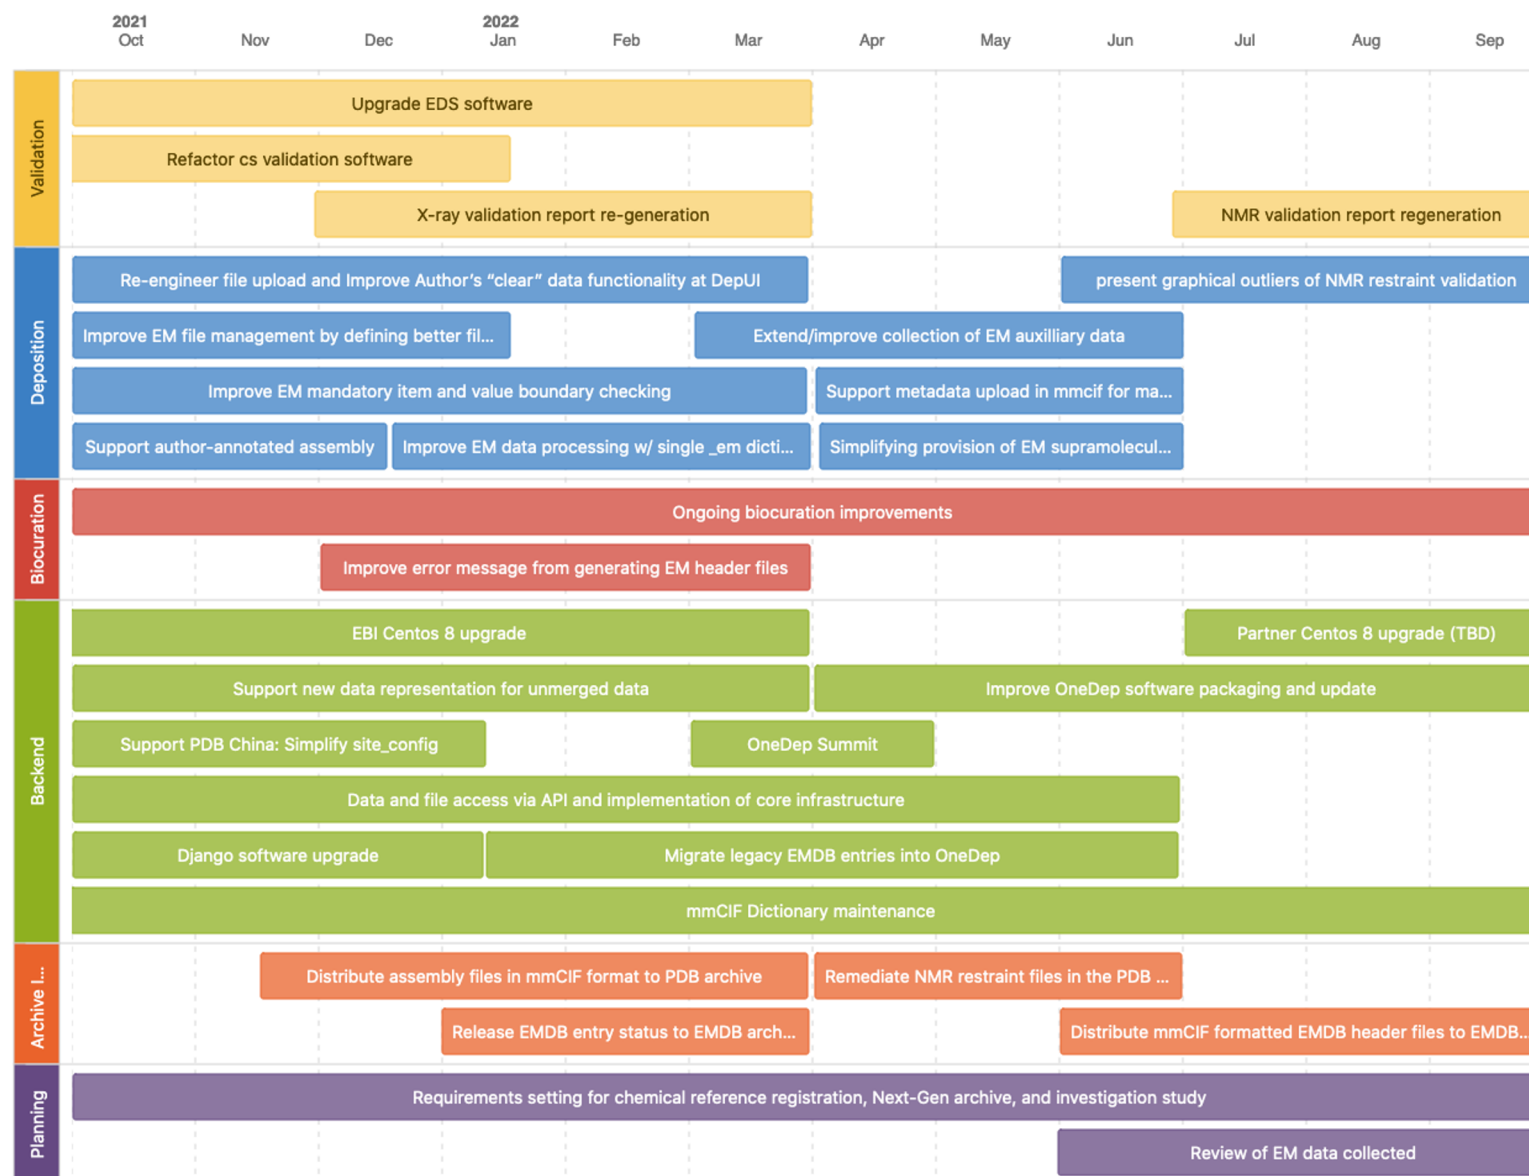 2021 2022
Oct Nov Dec Jan Feb Mar Apr May Jun Jul Aug Sep
Validation
Upgrade EDS software
Refactor cs validation software
X-ray validation report re-generation NMR validation report regeneration
Deposition
Re-engineer file upload and Improve Author's “clear” data functionality at DepUI present graphical outliers of NMR restraint validation
Improve EM file management by defining better fil... Extend/improve collection of EM auxilliary data
Improve EM mandatory item and value boundary checking Support metadata upload in mmcif for ma...
Support author-annotated assembly Improve EM data processing w/ single _em dicti... Simplifying provision of EM supramolecul...
Biocuration
Ongoing biocuration improvements
Improve error message from generating EM header files
Backend
EBI Centos 8 upgrade Partner Centos 8 upgrade (TBD)
Support new data representation for unmerged data Improve OneDep software packaging and update
Support PDB China: Simplify site_config OneDep Summit
Data and file access via API and implementation of core infrastructure
Django software upgrade Migrate legacy EMDB entries into OneDep
mmCIF Dictionary maintenance
Archive I...
Distribute assembly files in mmCIF format to PDB archive Remediate NMR restraint files in the PDB ...
Release EMDB entry status to EMDB arch... Distribute mmCIF formatted EMDB header files to EMDB...
Planning
Requirements setting for chemical reference registration, Next-Gen archive, and investigation study
Review of EM data collected